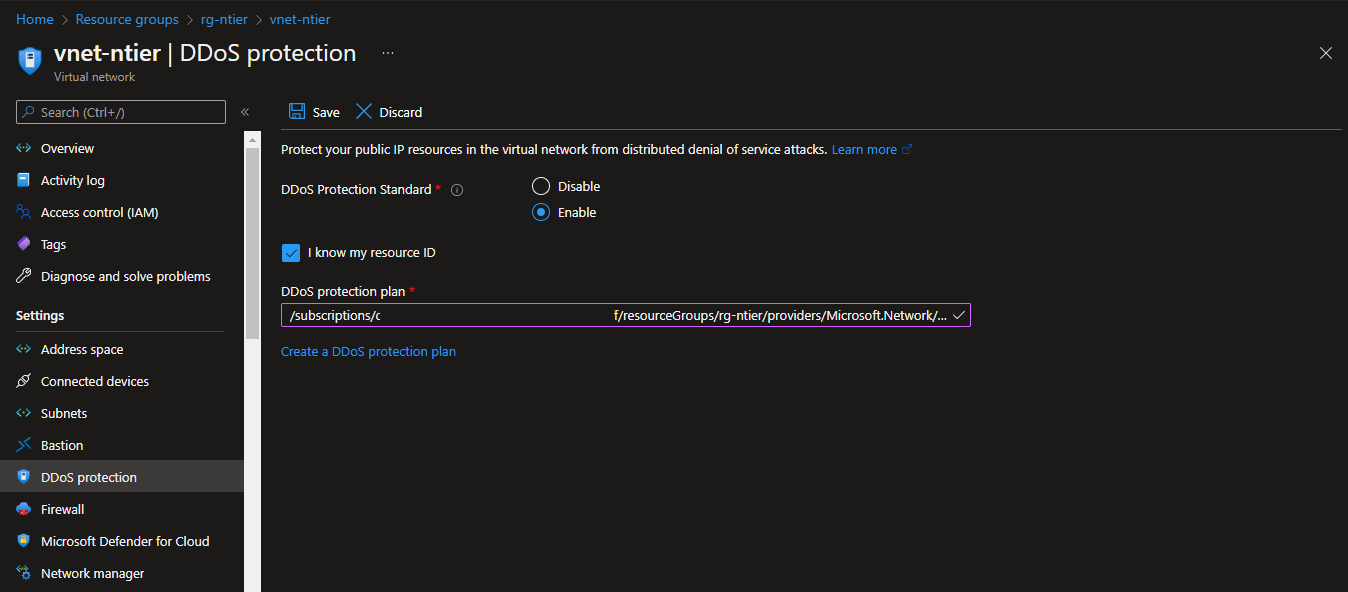 Home > Resource groups > rg-ntier > vnet-ntier
vnet-ntier | DDoS protection ...
Virtual network
Search (Ctrl+/) «
Save Discard
Overview
Activity log
Access control (IAM)
Tags
Diagnose and solve problems
Settings
Address space
Connected devices
Subnets
Bastion
DDoS protection
Firewall
Microsoft Defender for Cloud
Network manager
Protect your public IP resources in the virtual network from distributed denial of service attacks. Learn more
DDoS Protection Standard *
Disable
Enable
I know my resource ID
DDoS protection plan *
/subscriptions/c f/resourceGroups/rg-ntier/providers/Microsoft.Network/...
Create a DDoS protection plan